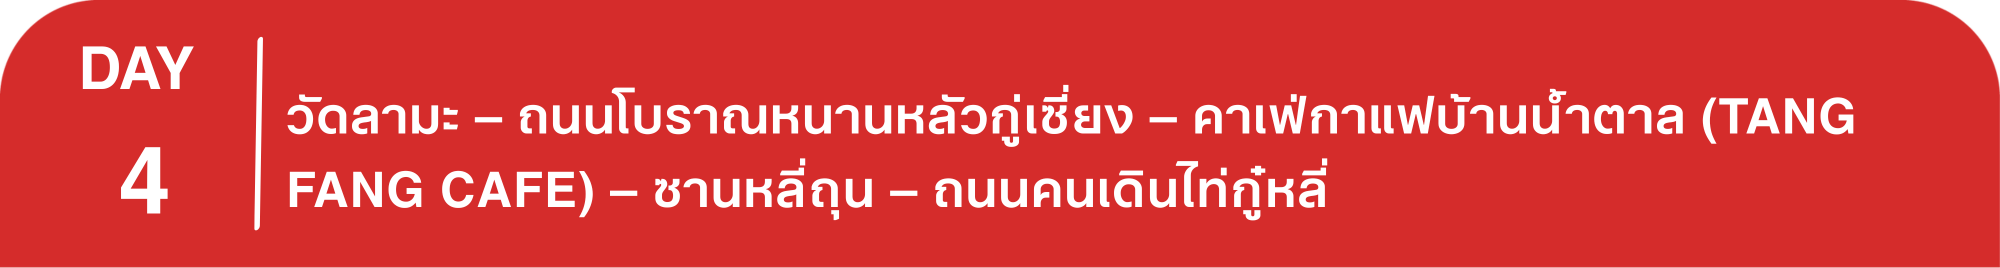 DAY
4
วัดลามะ – ถนนโบราณหนานหลัวกู่เซี่ยง – คาเฟ่กาแฟบ้านน้ำตาล (TANG
FANG CAFE) – ซานหลี่ถุน – ถนนคนเดินไท่กู๋หลี่